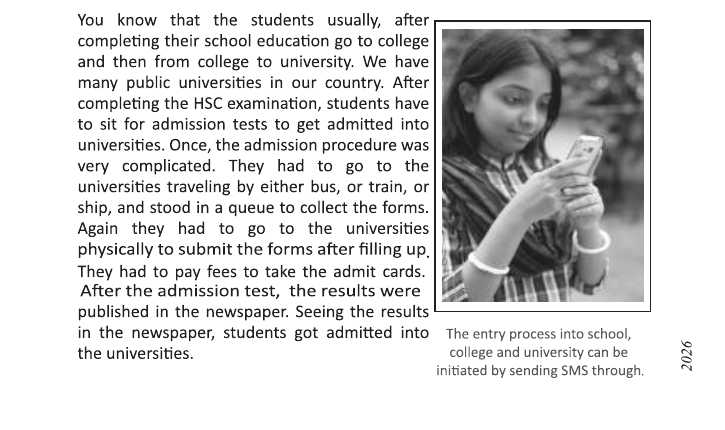 You know that the students usually, after
completing their school education go to college
and then from college to university. We have
many public universities in our country. After
completing the HSC examination, students have
to sit for admission tests to get admitted into
universities. Once, the admission procedure was
very complicated. They had to go to the
universities traveling by either bus, or train, or
ship, and stood in a queue to collect the forms.
Again they had to go to the universities
physically to submit the forms after filling up.
They had to pay fees to take the admit cards.
After the admission test, the results were
published in the newspaper. Seeing the results
in the newspaper, students got admitted into
the universities.
The entry process into school,
college and university can be
initiated by sending SMS through.
2026